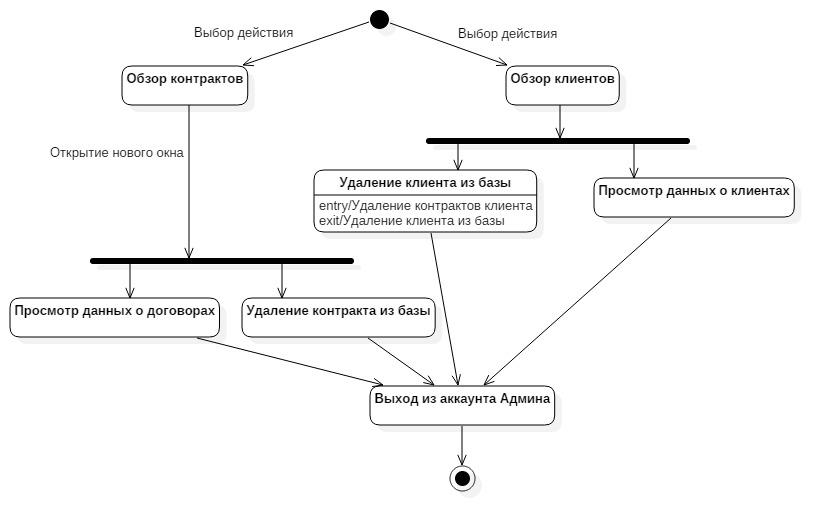 Выбор действия
Выбор действия
Обзор контрактов
Обзор клиентов
Открытие нового окна
Удаление клиента из базы
entry/Удаление контрактов клиента
exit/Удаление клиента из базы
Просмотр данных о клиентах
Просмотр данных о договорах
Удаление контракта из базы
Выход из аккаунта Админа